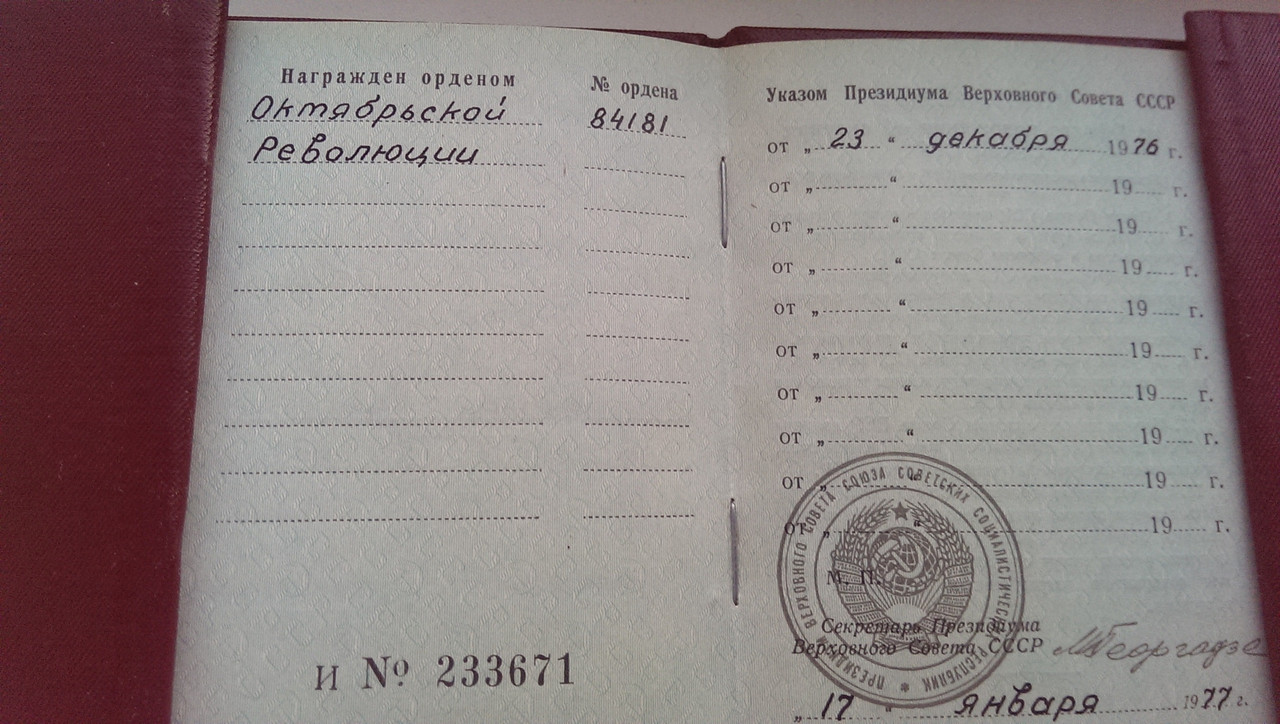 Награжден орденом
Октябрьской
Революции
№ ордена
84181
И № 233671
Указом Президиума Верховного Совета СССР
от „ 23 “ декабря 1976 г.
от „ “ 19 г.
от „ “ 19 г.
от „ “ 19 г.
от „ “ 19 г.
от „ “ 19 г.
от „ “ 19 г.
от „ “ 19 г.
от „ “ 19 г.
от „ “ 19 г.
М. П.
Секретарь Президиума
Верховного Совета СССР
МГеоргадзе
„ 17 “ января 1977 г.
ПРЕЗИДИУМ ВЕРХОВНОГО СОВЕТА СОЮЗА СОВЕТСКИХ СОЦИАЛИСТИЧЕСКИХ РЕСПУБЛИК